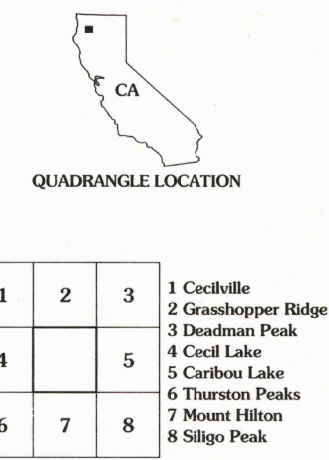 CA
QUADRANGLE LOCATION
1 2 3
4 5
6 7 8
1 Cecilville
2 Grasshopper Ridge
3 Deadman Peak
4 Cecil Lake
5 Caribou Lake
6 Thurston Peaks
7 Mount Hilton
8 Siligo Peak